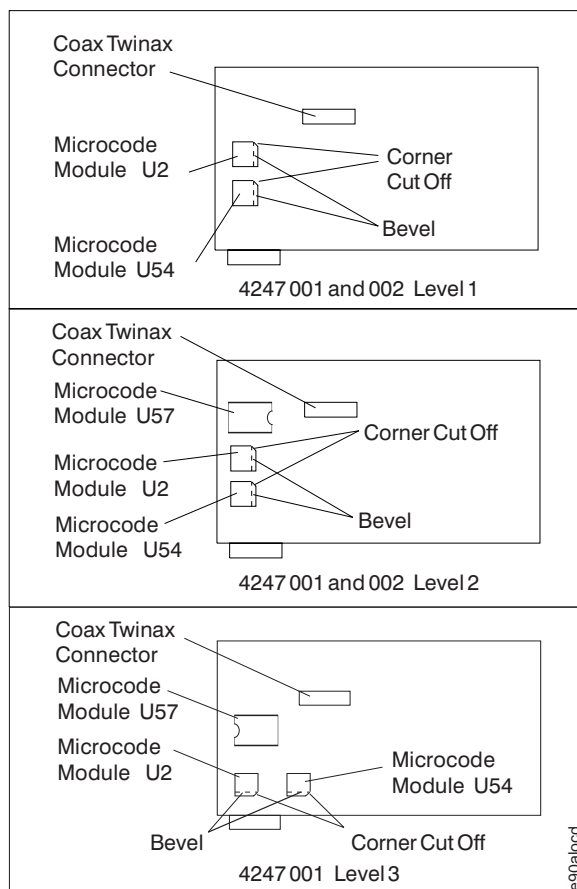 Coax Twinax
Connector
Microcode
Module U2
Corner
Cut Off
Bevel
Microcode
Module U54
4247 001 and 002 Level 1
Coax Twinax
Connector
Microcode
Module U57
Corner Cut Off
Microcode
Module U2
Bevel
Microcode
Module U54
4247 001 and 002 Level 2
Coax Twinax
Connector
Microcode
Module U57
Microcode
Module U2
Microcode
Module U54
Bevel
Corner Cut Off
4247 001 Level 3
e90alocd